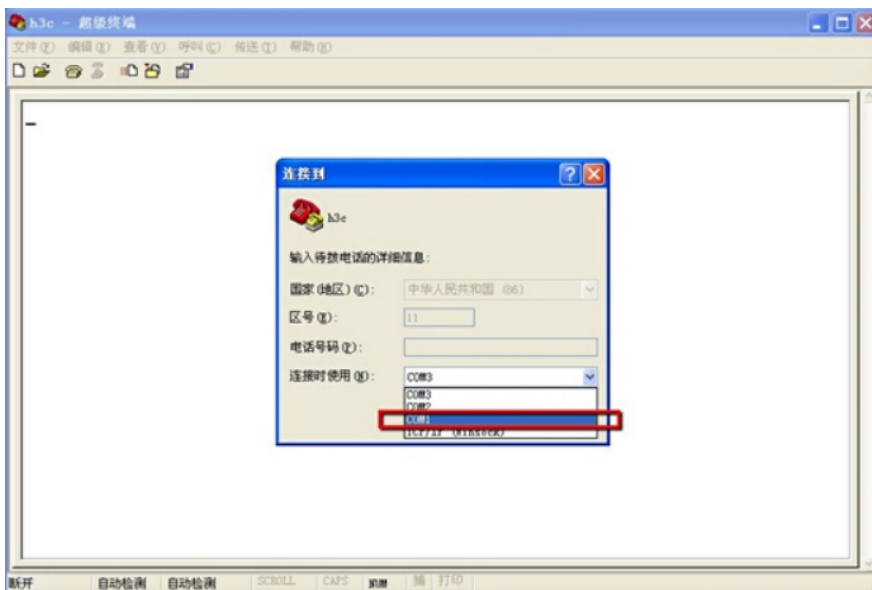 h3c - 超级终端
文件(F) 编辑(E) 查看(V) 呼叫(C) 传送(T) 帮助(H)
连接到
h3c
输入待拨电话的详细信息:
国家(地区)(C): 中华人民共和国 (86)
区号(E): 11
电话号码(P):
连接时使用(N): COM3
COM3
COM2
COM1
TCP/IP (Winsock)
断开 自动检测 自动检测 SCROLL CAPS NUM 捕 打印